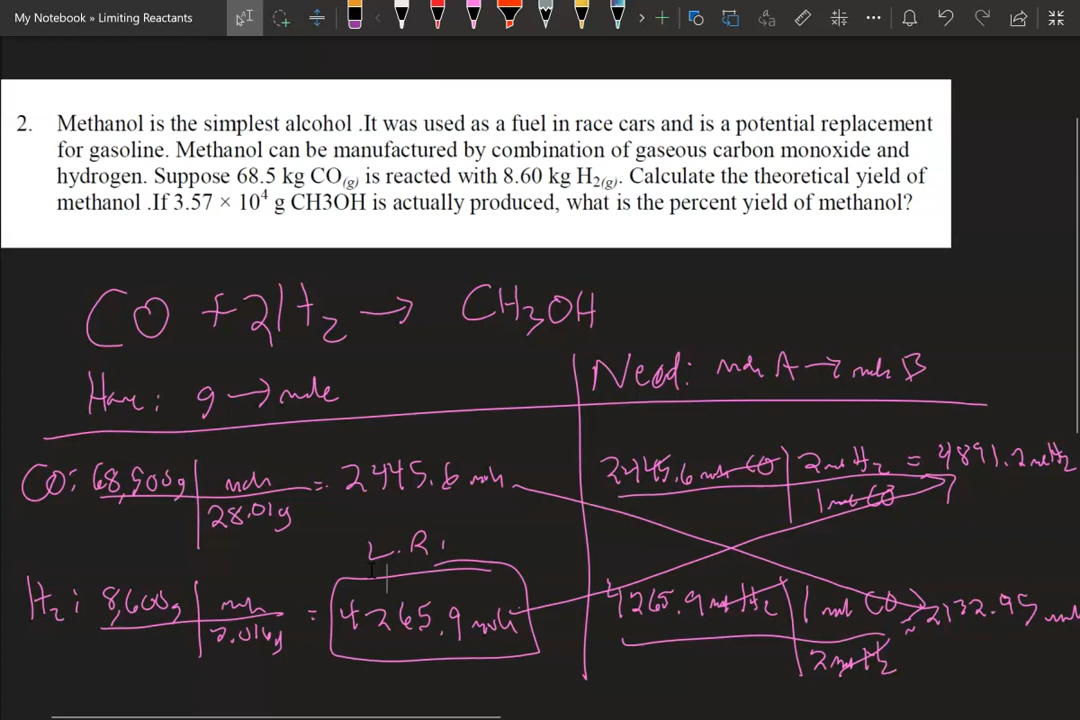 My Notebook » Limiting Reactants
2. Methanol is the simplest alcohol .It was used as a fuel in race cars and is a potential replacement
for gasoline. Methanol can be manufactured by combination of gaseous carbon monoxide and
hydrogen. Suppose 68.5 kg CO(g) is reacted with 8.60 kg H2(g). Calculate the theoretical yield of
methanol .If 3.57 × 10⁴ g CH3OH is actually produced, what is the percent yield of methanol?
CO + 2H₂ → CH₃OH
Have: g → mole
Need: mol A → mol B
CO: 68,500g | mol = 2445.6 mol
28.01g
2445.6 mol CO | 2 mol H₂ = 4891.2 mol H₂
1 mol CO
L.R.
H₂: 8,600g | mol = 4265.9 mol
2.016g
4265.9 mol H₂ | 1 mol CO = 2132.95 mol
2 mol H₂